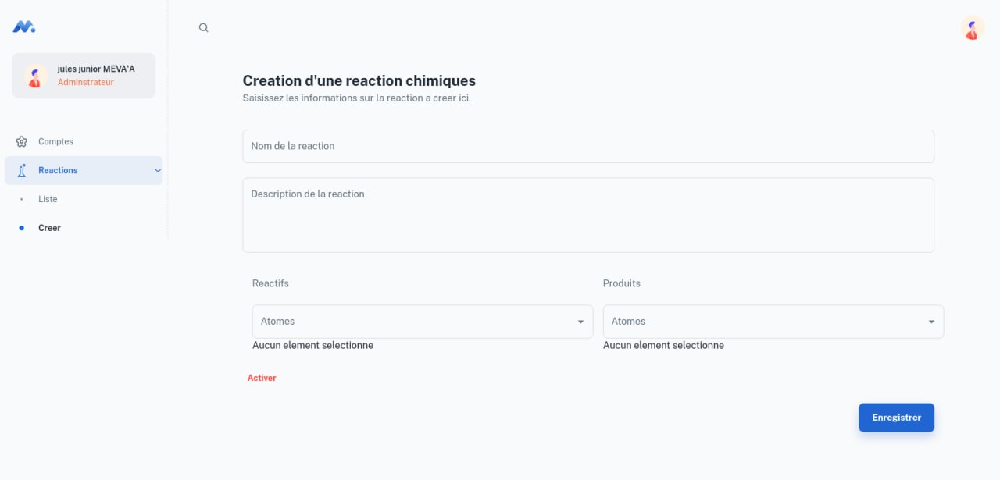 jules junior MEVA'A
Adminstrateur
Comptes
Reactions
Liste
Creer
Creation d'une reaction chimiques
Saisissez les informations sur la reaction a creer ici.
Nom de la reaction
Description de la reaction
Reactifs
Produits
Atomes
Atomes
Aucun element selectionne
Aucun element selectionne
Activer
Enregistrer